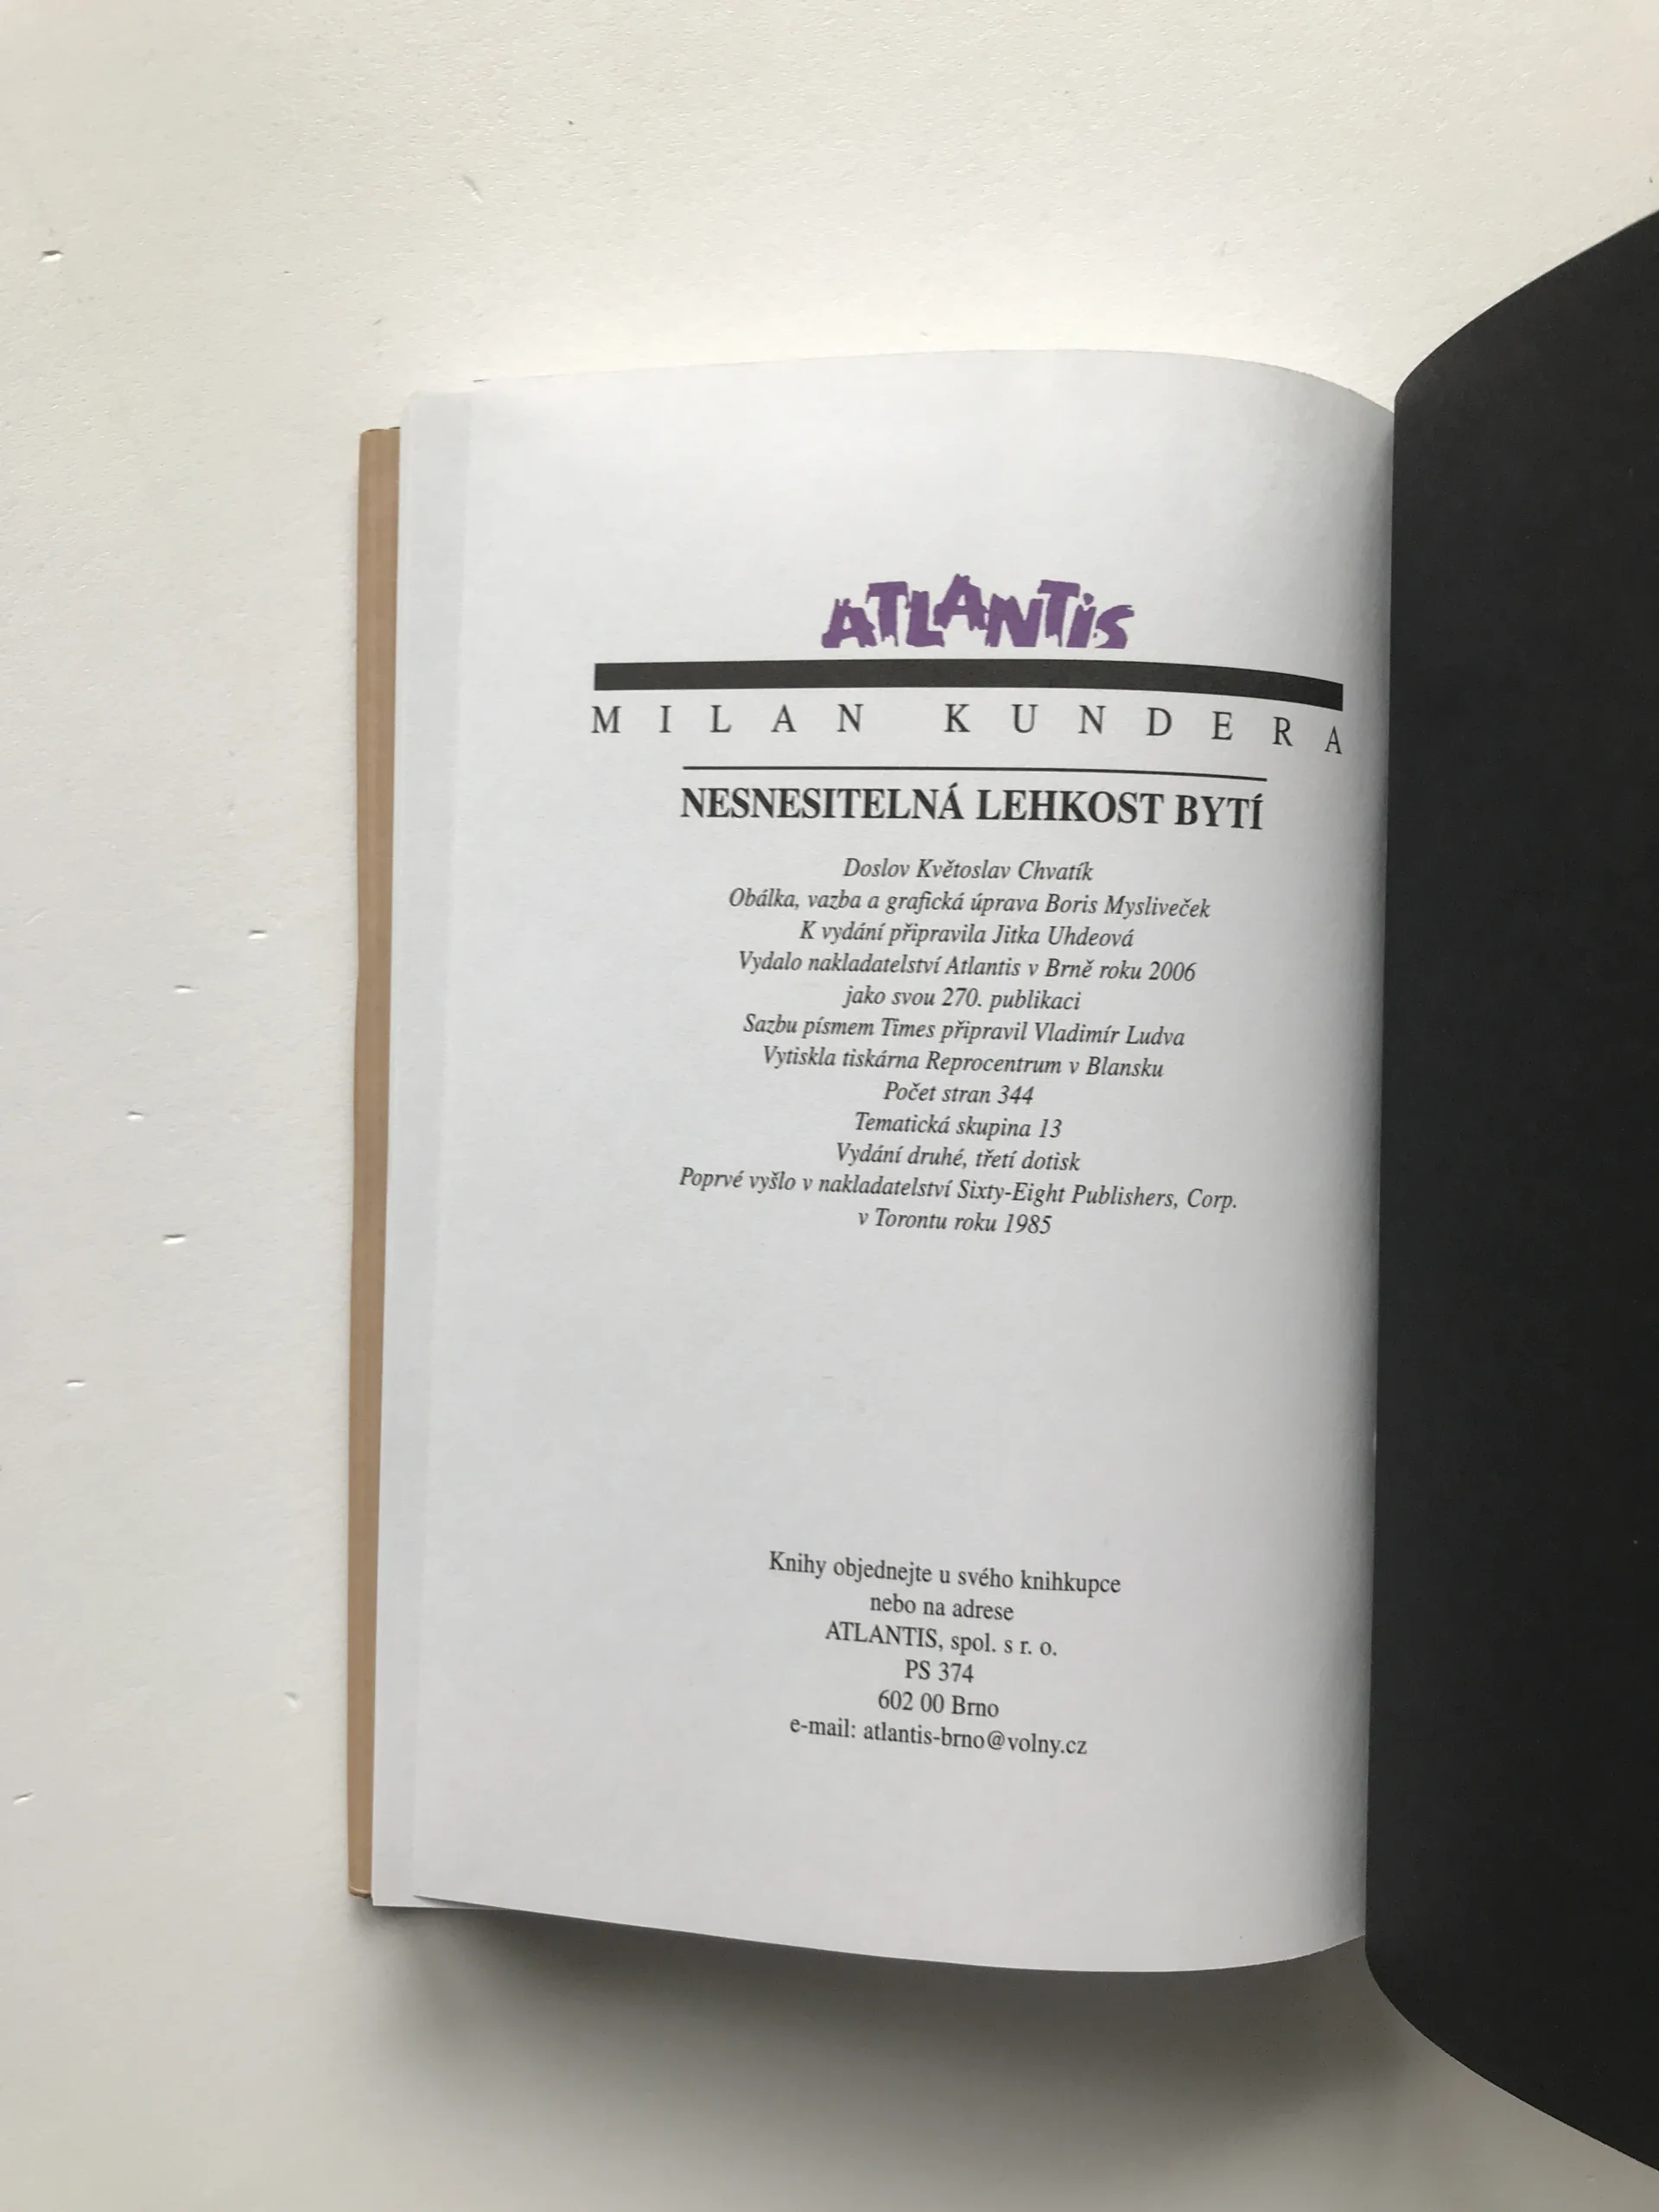 ATLANTiS
MILAN KUNDERA
NESNESITELNÁ LEHKOST BYTÍ
Doslov Květoslav Chvatík
Obálka, vazba a grafická úprava Boris Mysliveček
K vydání připravila Jitka Uhdeová
Vydalo nakladatelství Atlantis v Brně roku 2006
jako svou 270. publikaci
Sazbu písmem Times připravil Vladimír Ludva
Vytiskla tiskárna Reprocentrum v Blansku
Počet stran 344
Tematická skupina 13
Vydání druhé, třetí dotisk
Poprvé vyšlo v nakladatelství Sixty-Eight Publishers, Corp.
v Torontu roku 1985
Knihy objednejte u svého knihkupce
nebo na adrese
ATLANTIS, spol. s r. o.
PS 374
602 00 Brno
e-mail: atlantis-brno@volny.cz